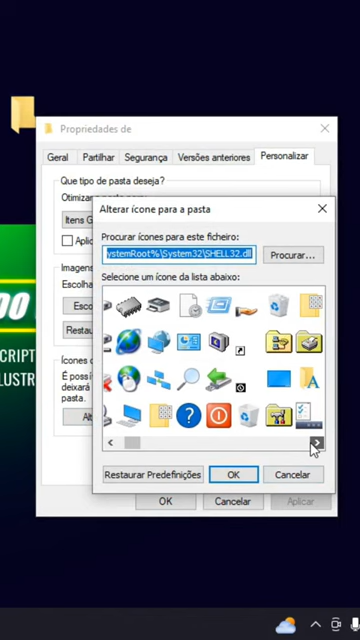 Propriedades de
Geral
Partilhar
Segurança
Versões anteriores
Personalizar
Que tipo de pasta deseja?
Itens G
Alterar ícone para a pasta
Procurar ícones para este ficheiro:
ystemRoot%\System32\SHELL32.dll
Procurar...
Selecione um ícone da lista abaixo:
Imagens
Escolha
Esco
Restau
Ícones d
É possí
deixará
pasta.
Alt
Restaurar Predefinições
OK
Cancelar
OK
Cancelar
Aplicar
DO
CRIPT
LUSTR